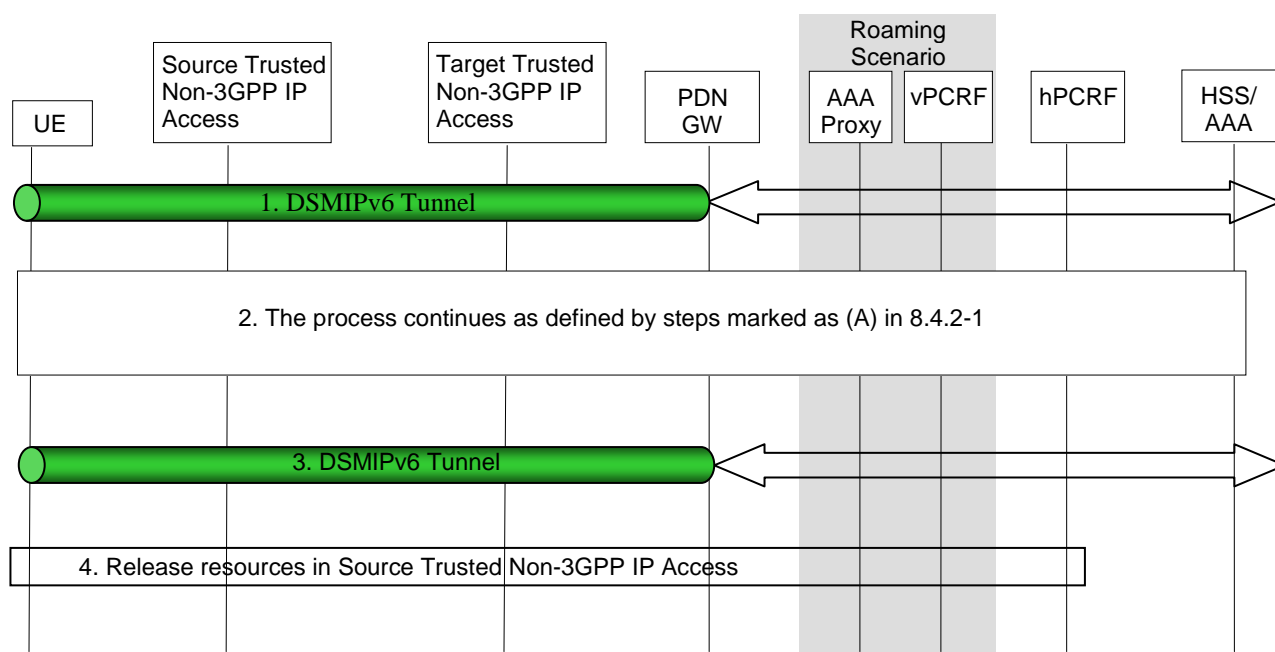 Roaming
Scenario
Source Trusted
Non-3GPP IP
Access
Target Trusted
Non-3GPP IP
Access
UE
PDN
GW
AAA
Proxy
vPCRF
hPCRF
HSS/
AAA
1. DSMIPv6 Tunnel
2. The process continues as defined by steps marked as (A) in 8.4.2-1
3. DSMIPv6 Tunnel
4. Release resources in Source Trusted Non-3GPP IP Access